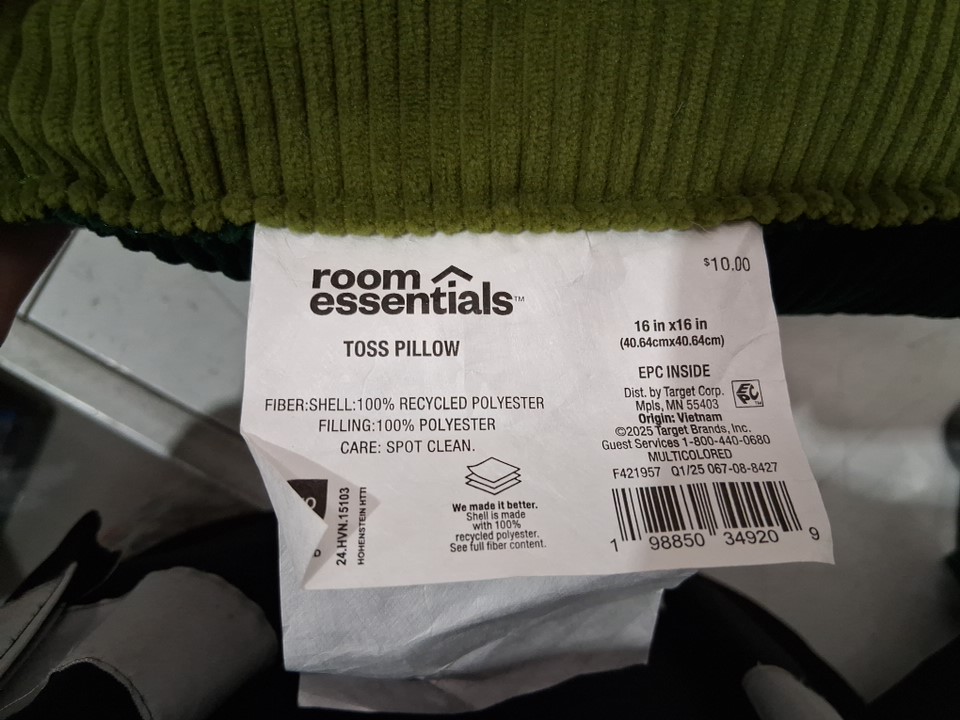 room
essentials™
TOSS PILLOW
FIBER:SHELL:100% RECYCLED POLYESTER
FILLING:100% POLYESTER
CARE: SPOT CLEAN.
24.HVN.15103
HOHENSTEIN HTTI
We made it better.
Shell is made
with 100%
recycled polyester.
See full fiber content.
$10.00
16 in x16 in
(40.64cmx40.64cm)
EPC INSIDE
Dist. by Target Corp.
Mpls, MN 55403
EPC
Origin: Vietnam
©2025 Target Brands, Inc.
Guest Services 1-800-440-0680
MULTICOLORED
F421957 Q1/25 067-08-8427
1 98850 34920 9